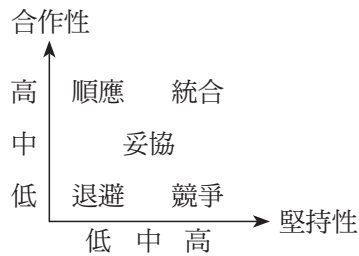 合作性
高 順應 統合
中 妥協
低 退避 競爭
堅持性
低 中 高